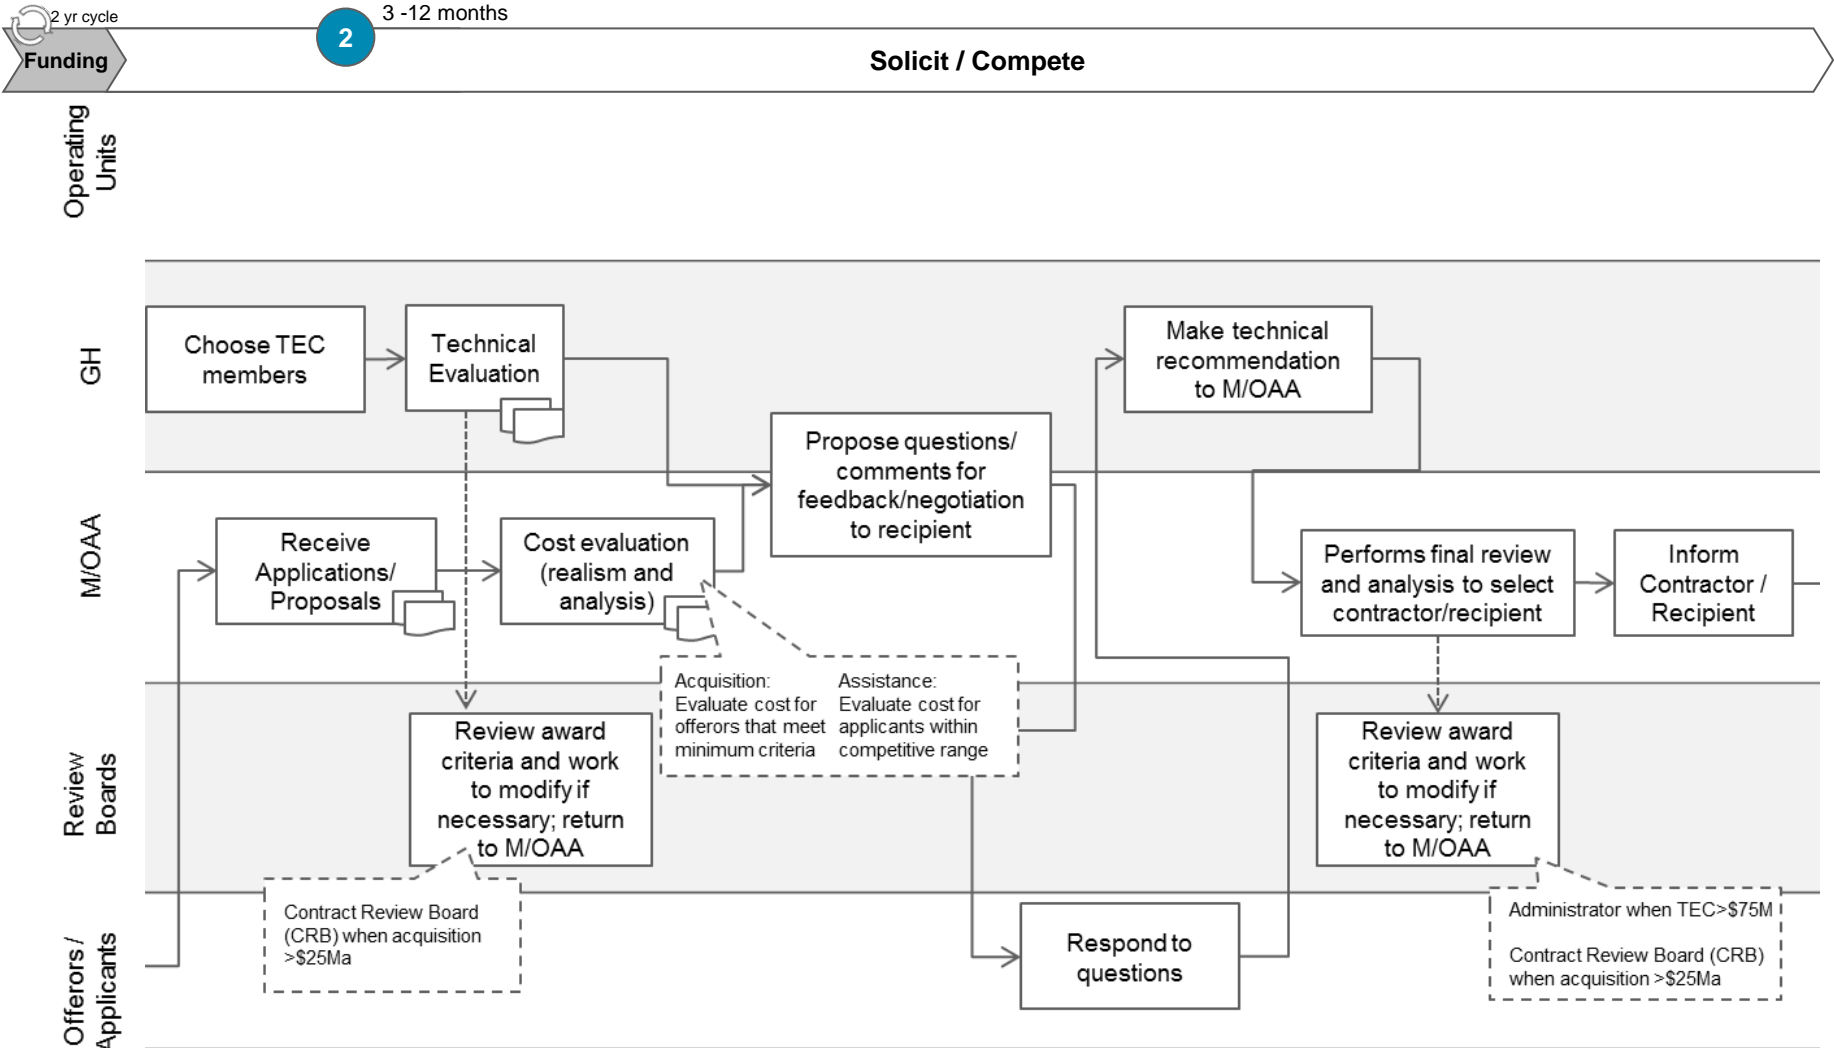 2 yr cycle
3 -12 months
2
Funding
Solicit / Compete
Operating
Units
GH
Choose TEC
members
Technical
Evaluation
Make technical
recommendation
to M/OAA
Propose questions/
comments for
feedback/negotiation
to recipient
M/OAA
Receive
Applications/
Proposals
Cost evaluation
(realism and
analysis)
Performs final review
and analysis to select
contractor/recipient
Inform
Contractor /
Recipient
Acquisition:
Evaluate cost for
offerors that meet
minimum criteria
Assistance:
Evaluate cost for
applicants within
competitive range
Review
Boards
Review award
criteria and work
to modify if
necessary; return
to M/OAA
Review award
criteria and work
to modify if
necessary; return
to M/OAA
Contract Review Board
(CRB) when acquisition
>$25Ma
Administrator when TEC>$75M
Contract Review Board (CRB)
when acquisition >$25Ma
Offerors /
Applicants
Respond to
questions